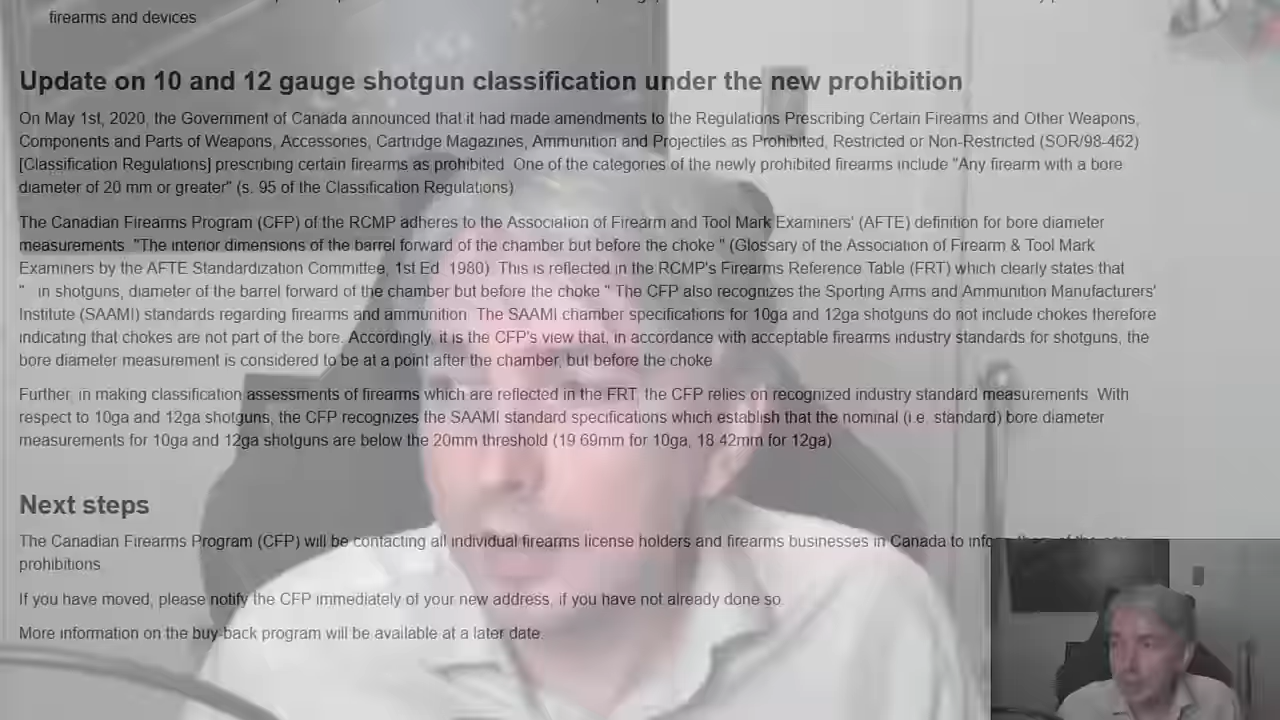 firearms and devices
Update on 10 and 12 gauge shotgun classification under the new prohibition
On May 1st, 2020, the Government of Canada announced that it had made amendments to the Regulations Prescribing Certain Firearms and Other Weapons,
Components and Parts of Weapons, Accessories, Cartridge Magazines, Ammunition and Projectiles as Prohibited, Restricted or Non-Restricted (SOR/98-462)
[Classification Regulations] prescribing certain firearms as prohibited. One of the categories of the newly prohibited firearms include "Any firearm with a bore
diameter of 20 mm or greater" (s. 95 of the Classification Regulations)
The Canadian Firearms Program (CFP) of the RCMP adheres to the Association of Firearm and Tool Mark Examiners' (AFTE) definition for bore diameter
measurements. "The interior dimensions of the barrel forward of the chamber but before the choke." (Glossary of the Association of Firearm & Tool Mark
Examiners by the AFTE Standardization Committee, 1st Ed. 1980). This is reflected in the RCMP's Firearms Reference Table (FRT) which clearly states that
"... in shotguns, diameter of the barrel forward of the chamber but before the choke." The CFP also recognizes the Sporting Arms and Ammunition Manufacturers'
Institute (SAAMI) standards regarding firearms and ammunition. The SAAMI chamber specifications for 10ga and 12ga shotguns do not include chokes therefore
indicating that chokes are not part of the bore. Accordingly, it is the CFP's view that, in accordance with acceptable firearms industry standards for shotguns, the
bore diameter measurement is considered to be at a point after the chamber, but before the choke.
Further, in making classification assessments of firearms which are reflected in the FRT, the CFP relies on recognized industry standard measurements. With
respect to 10ga and 12ga shotguns, the CFP recognizes the SAAMI standard specifications which establish that the nominal (i.e. standard) bore diameter
measurements for 10ga and 12ga shotguns are below the 20mm threshold (19.69mm for 10ga, 18.42mm for 12ga).
Next steps
The Canadian Firearms Program (CFP) will be contacting all individual firearms license holders and firearms businesses in Canada to
prohibitions.
If you have moved, please notify the CFP immediately of your new address, if you have not already done so.
More information on the buy-back program will be available at a later date.